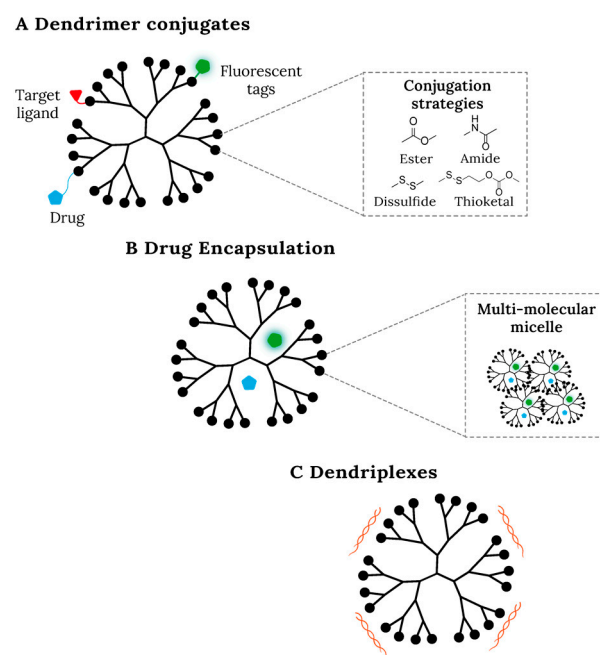 A Dendrimer conjugates
Fluorescent
tags
Target
ligand
Drug
Conjugation
strategies
O
O
Ester
H
N
O
Amide
S
S
Dissulfide
S
S
O
O
O
Thioketal
B Drug Encapsulation
Multi-molecular
micelle
C Dendriplexes